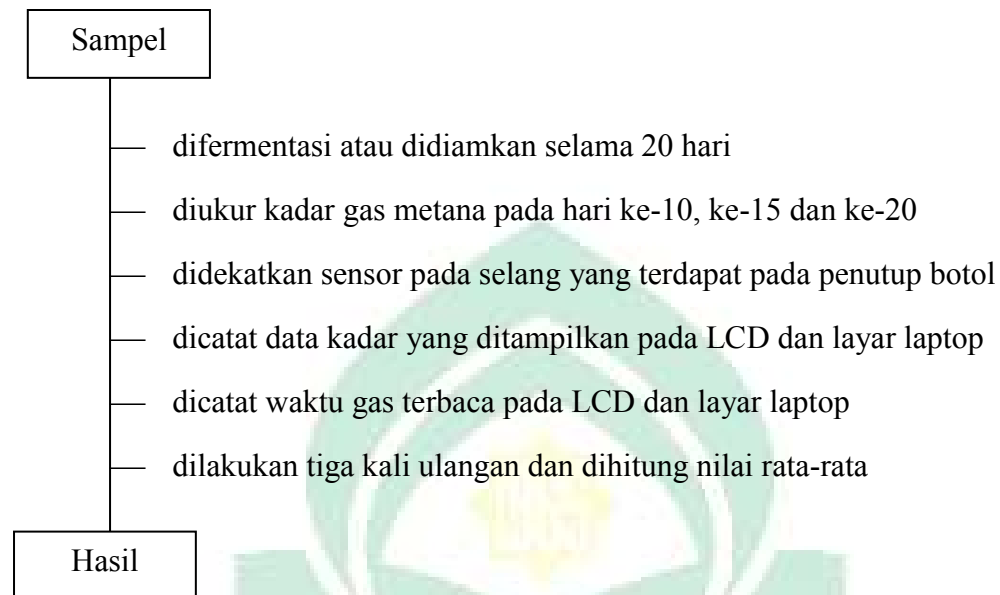 Sampel
difermentasi atau didiamkan selama 20 hari
diukur kadar gas metana pada hari ke-10, ke-15 dan ke-20
didekatkan sensor pada selang yang terdapat pada penutup botol
dicatat data kadar yang ditampilkan pada LCD dan layar laptop
dicatat waktu gas terbaca pada LCD dan layar laptop
dilakukan tiga kali ulangan dan dihitung nilai rata-rata
Hasil